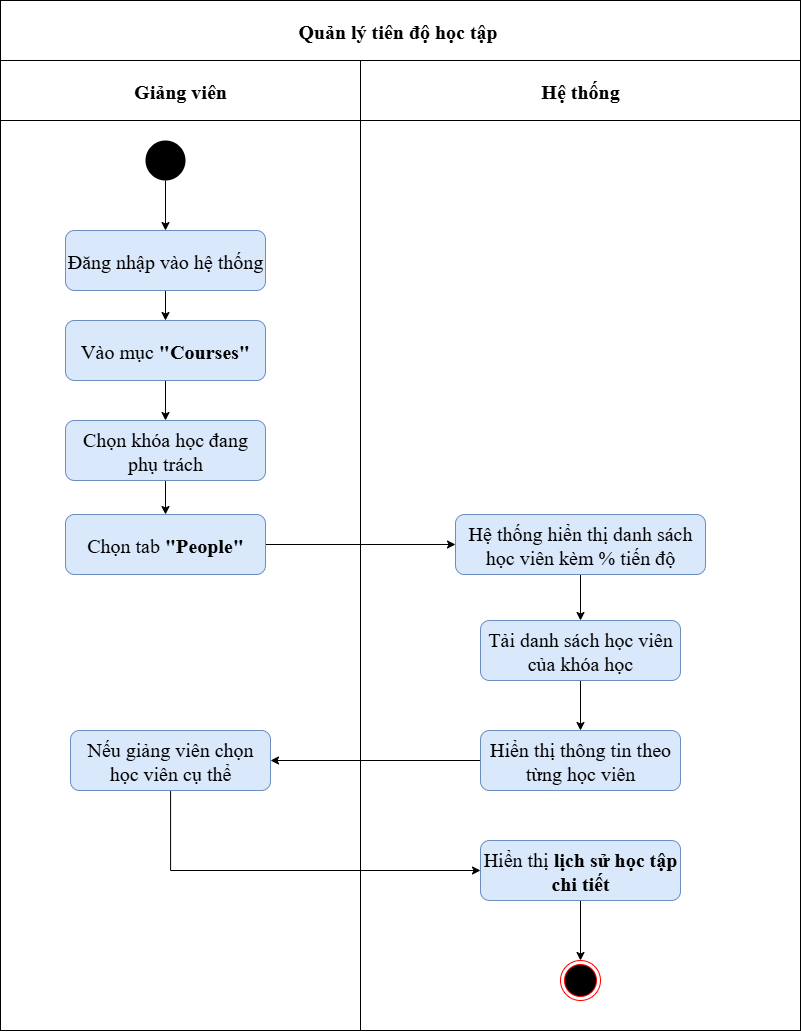 Quản lý tiên độ học tập
Giảng viên
Hệ thống
Đăng nhập vào hệ thống
Vào mục "Courses"
Chọn khóa học đang
phụ trách
Chọn tab "People"
Hệ thống hiển thị danh sách
học viên kèm % tiến độ
Tải danh sách học viên
của khóa học
Hiển thị thông tin theo
từng học viên
Nếu giảng viên chọn
học viên cụ thể
Hiển thị lịch sử học tập
chi tiết